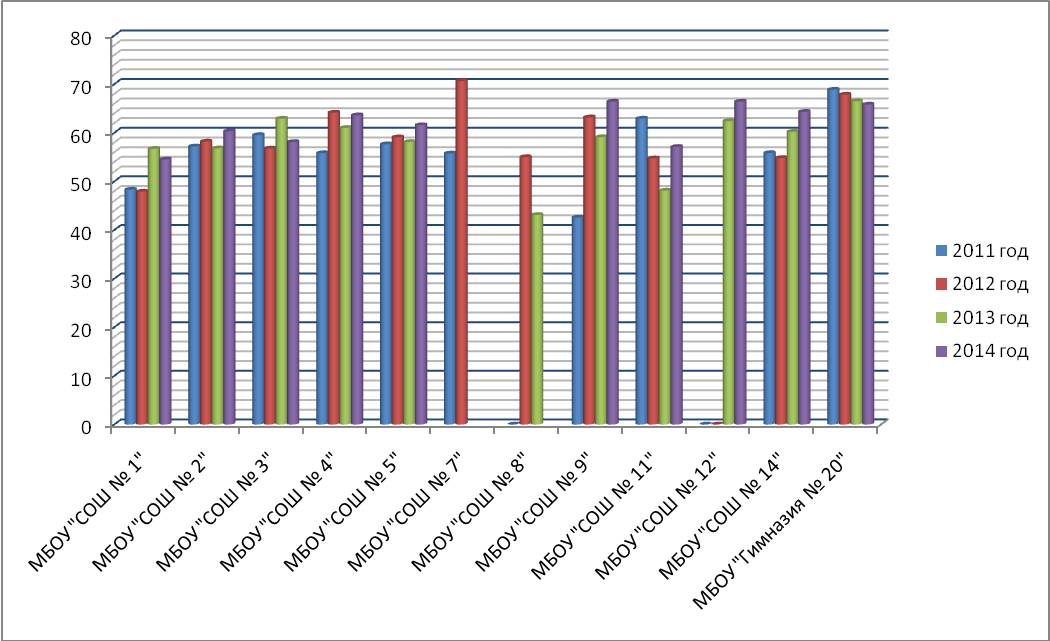 80
70
60
50
40
30
20
10
0
МБОУ "СОШ № 1"
МБОУ "СОШ № 2"
МБОУ "СОШ № 3"
МБОУ "СОШ № 4"
МБОУ "СОШ № 5"
МБОУ "СОШ № 7"
МБОУ "СОШ № 8"
МБОУ "СОШ № 9"
МБОУ "СОШ № 11"
МБОУ "СОШ № 12"
МБОУ "СОШ № 14"
МБОУ "Гимназия № 20"
2011 год
2012 год
2013 год
2014 год